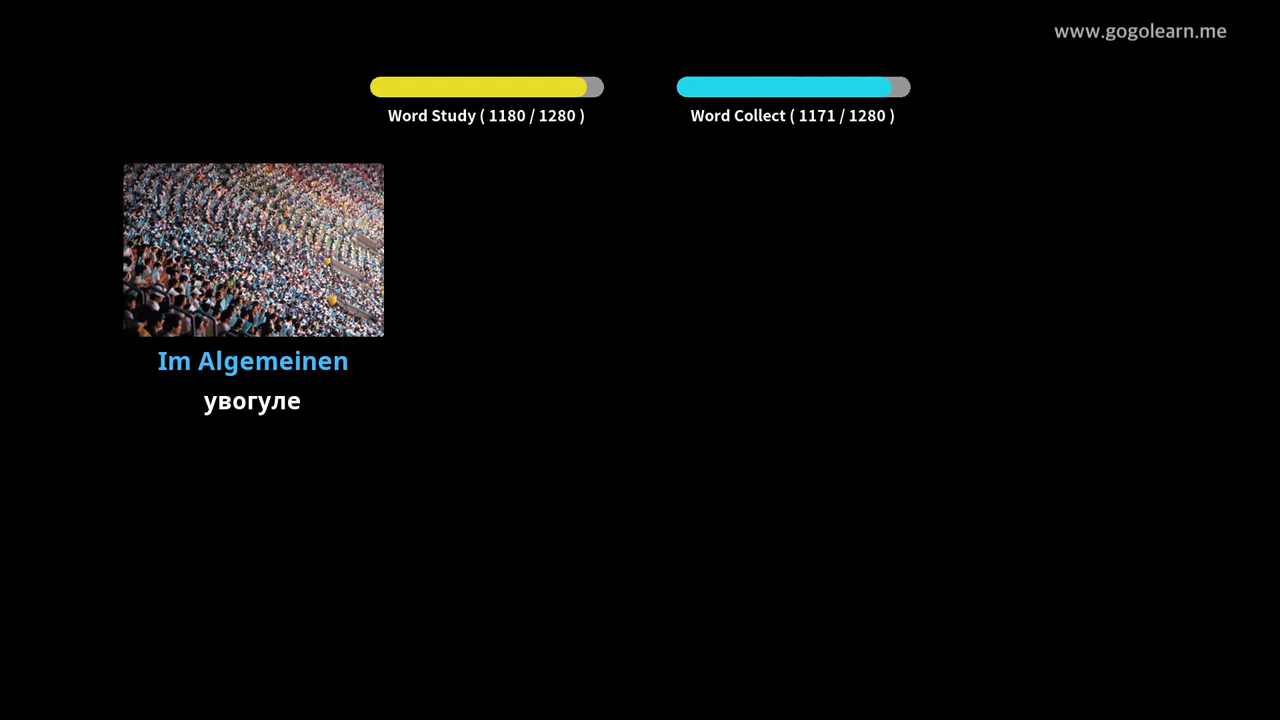 www.gogolearn.me
Word Study ( 1180 / 1280 )
Word Collect ( 1171 / 1280 )
Im Algemeinen
увогуле